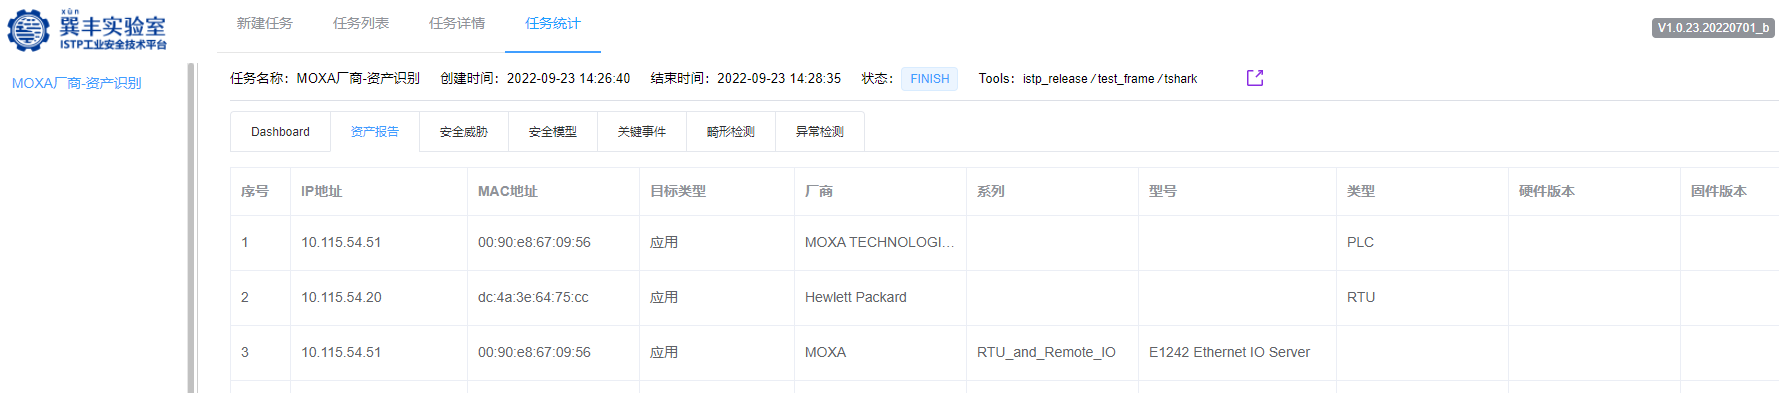 xùn
巽丰实验室
ISTP工业安全技术平台
新建任务 任务列表 任务详情 任务统计
V1.0.23.20220701_b
MOXA厂商-资产识别
任务名称：MOXA厂商-资产识别 创建时间：2022-09-23 14:26:40 结束时间：2022-09-23 14:28:35 状态： FINISH Tools：istp_release / test_frame / tshark
Dashboard 资产报告 安全威胁 安全模型 关键事件 畸形检测 异常检测
序号 IP地址 MAC地址 目标类型 厂商 系列 型号 类型 硬件版本 固件版本
1 10.115.54.51 00:90:e8:67:09:56 应用 MOXA TECHNOLOGI... PLC
2 10.115.54.20 dc:4a:3e:64:75:cc 应用 Hewlett Packard RTU
3 10.115.54.51 00:90:e8:67:09:56 应用 MOXA RTU_and_Remote_IO E1242 Ethernet IO Server